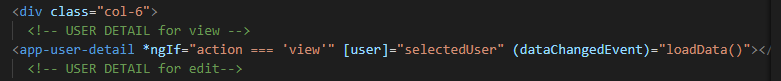 <div class="col-6">
<!-- USER DETAIL for view -->
<app-user-detail *ngIf="action === 'view'" [user]="selectedUser" (dataChangedEvent)="loadData()"></
<!-- USER DETAIL for edit-->